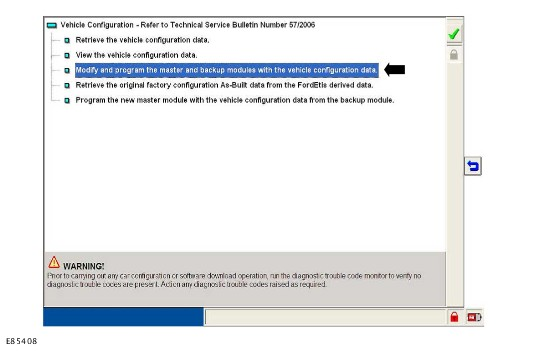 Vehicle Configuration - Refer to Technical Service Bulletin Number 57/2006
Retrieve the vehicle configuration data.
View the vehicle configuration data.
Modify and program the master and backup modules with the vehicle configuration data.
Retrieve the original factory configuration As-Built data from the FordEtis derived data.
Program the new master module with the vehicle configuration data from the backup module.
WARNING!
Prior to carrying out any car configuration or software download operation, run the diagnostic trouble code monitor to verify no
diagnostic trouble codes are present. Action any diagnostic trouble codes raised as required.
E85408